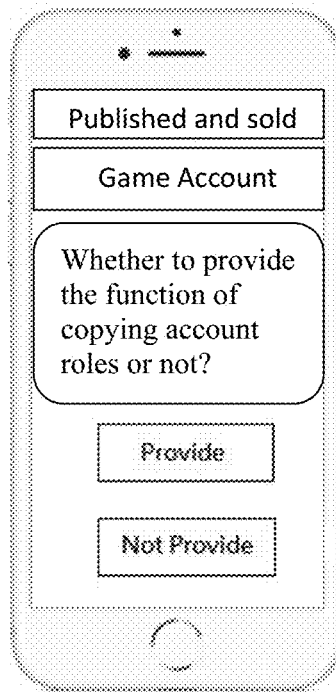 Published and sold
Game Account
Whether to provide
the function of
copying account
roles or not?
Provide
Not Provide